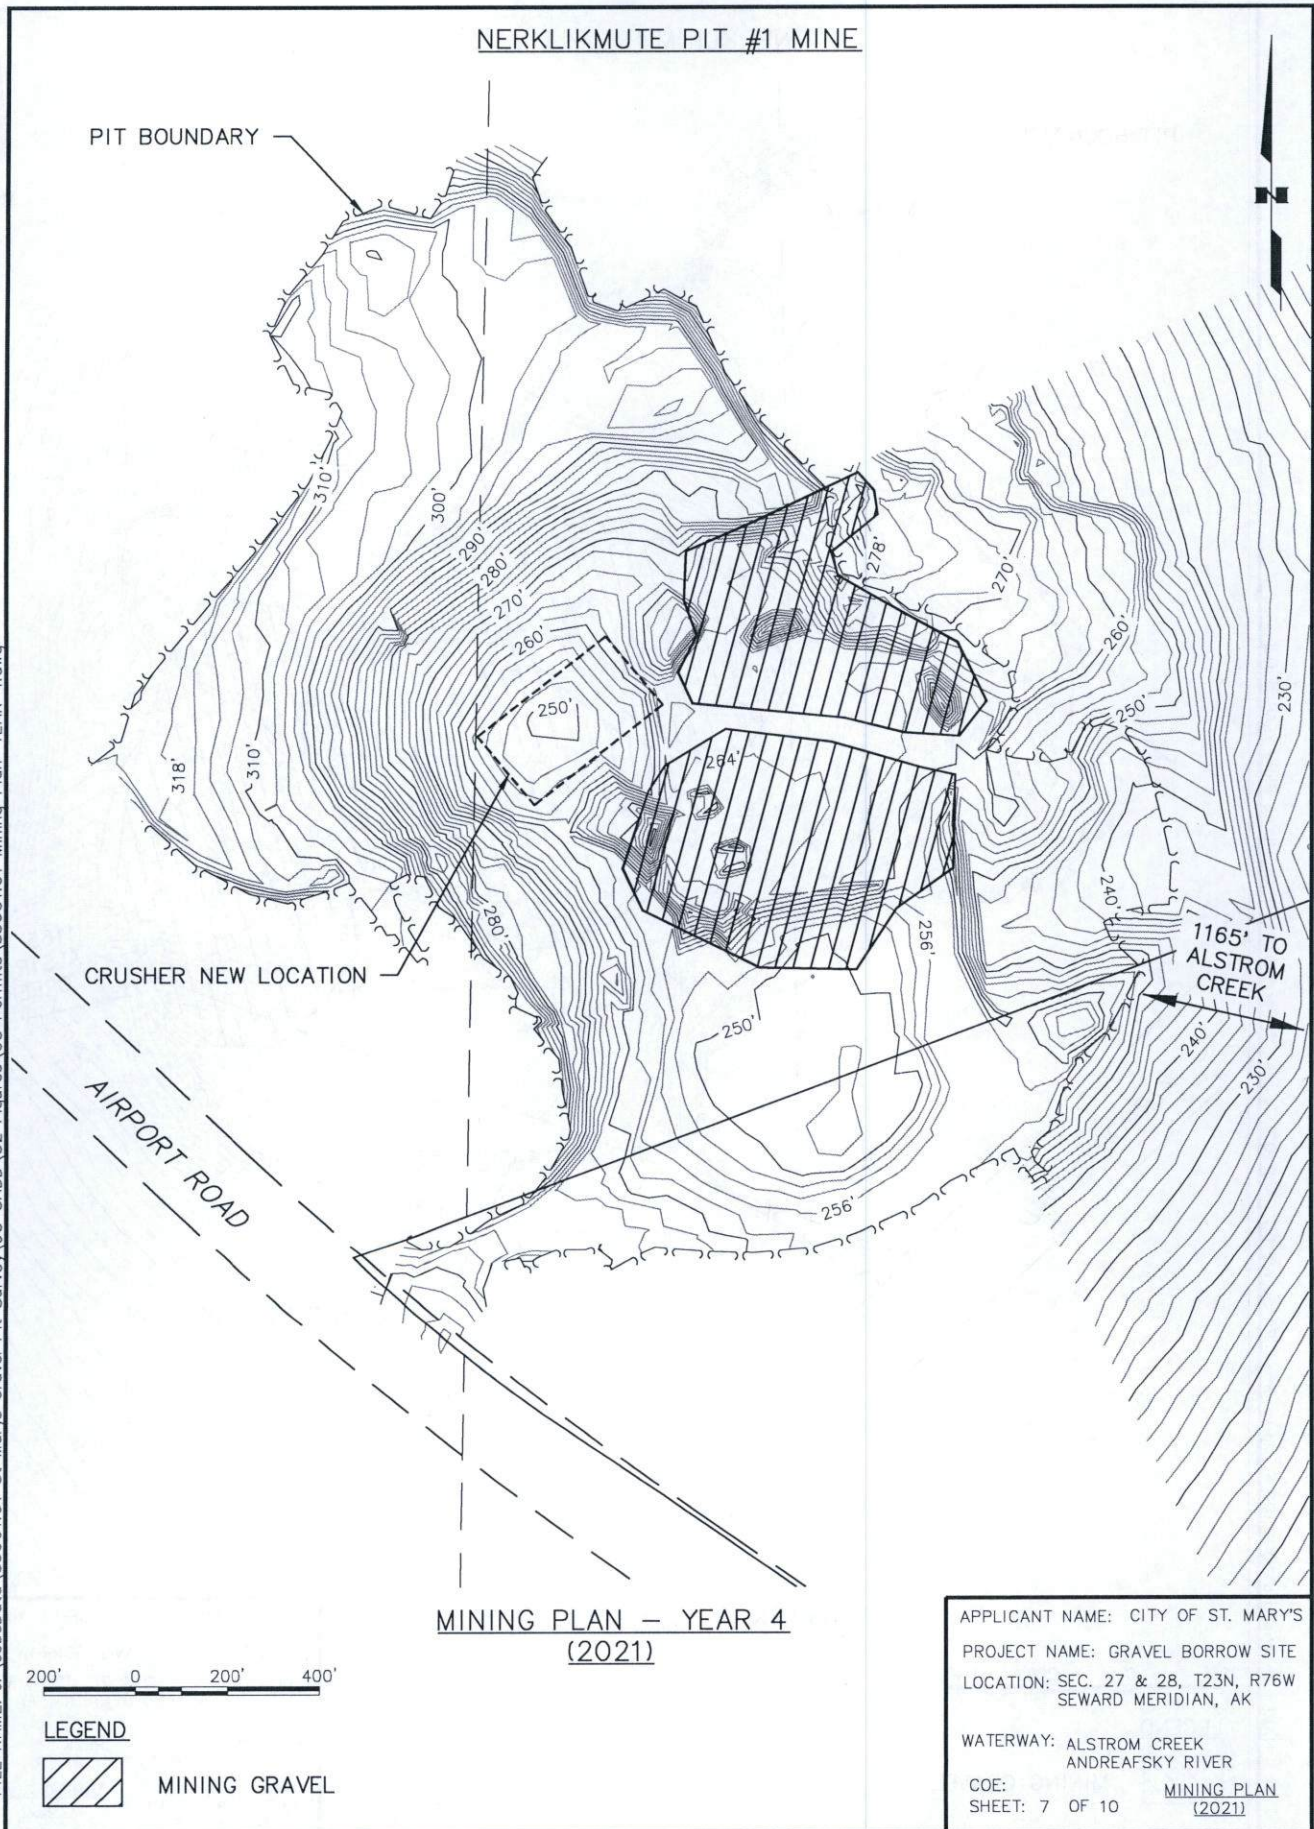 NERKLIKMUTE PIT #1 MINE
PIT BOUNDARY
N
310'
300'
290'
280'
270'
260'
250'
278'
270'
260'
250'
230'
318'
310'
264'
280'
256'
240'
CRUSHER NEW LOCATION
1165' TO
ALSTROM
CREEK
250'
240'
230'
256'
AIRPORT ROAD
MINING PLAN – YEAR 4
(2021)
200' 0 200' 400'
LEGEND
MINING GRAVEL
APPLICANT NAME: CITY OF ST. MARY'S
PROJECT NAME: GRAVEL BORROW SITE
LOCATION: SEC. 27 & 28, T23N, R76W
SEWARD MERIDIAN, AK
WATERWAY: ALSTROM CREEK
ANDREAFSKY RIVER
COE:
SHEET: 7 OF 10
MINING PLAN
(2021)